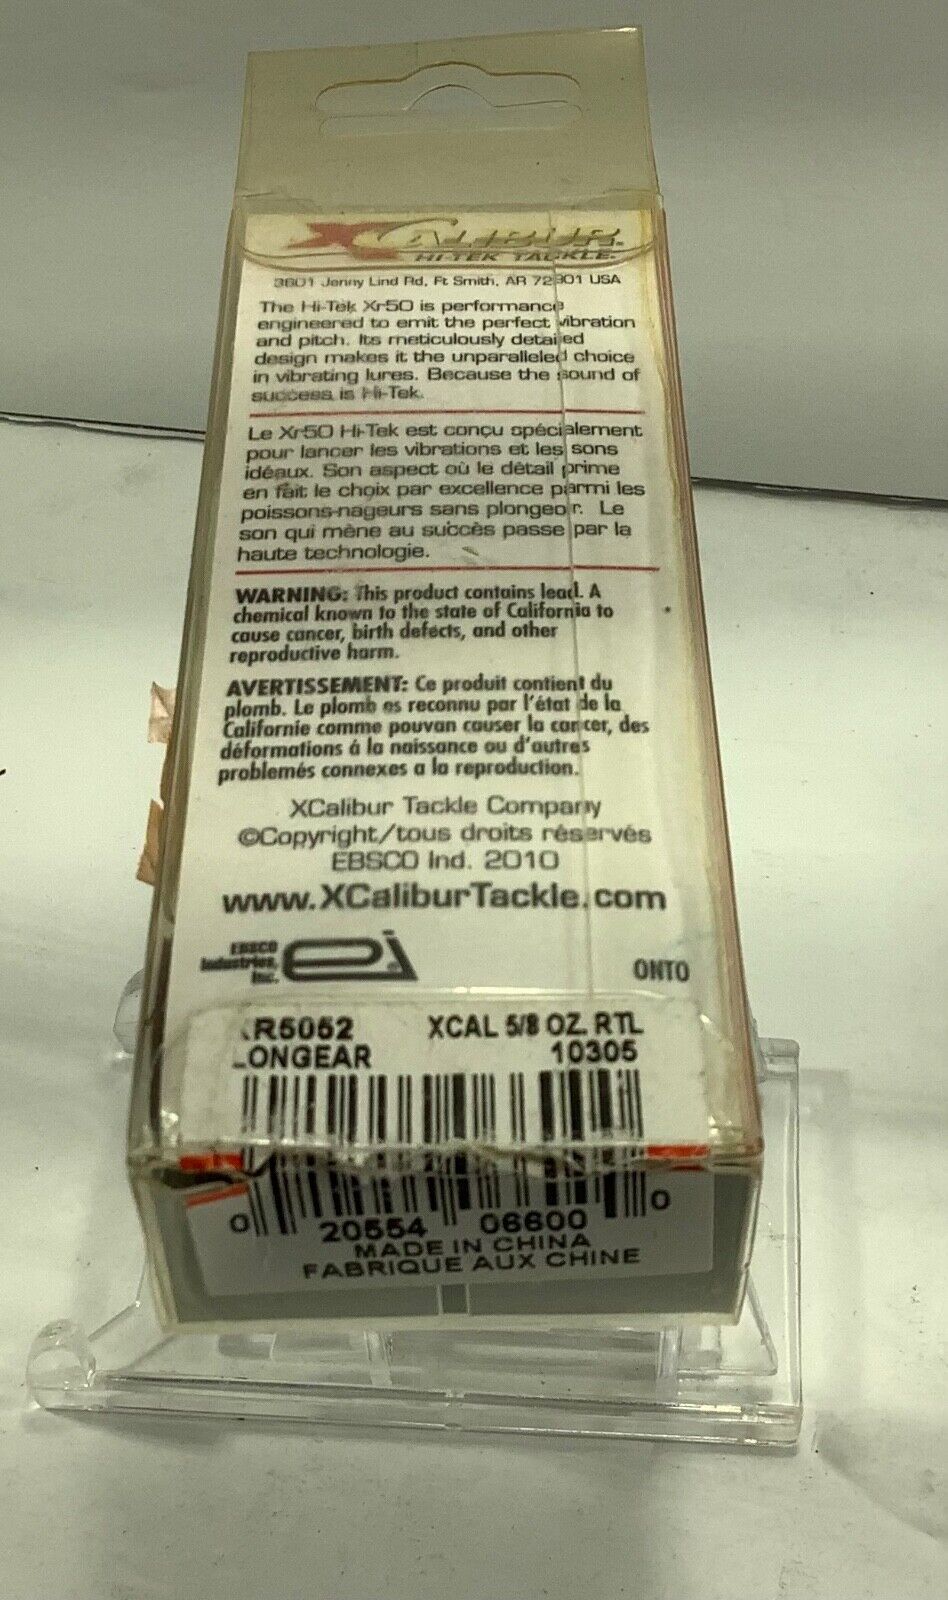 XCALIBUR
HI-TEK TACKLE
3601 Jenny Lind Rd, Ft Smith, AR 72901 USA
The Hi-Tek Xr50 is performance
engineered to emit the perfect vibration
and pitch. Its meticulously detailed
design makes it the unparalleled choice
in vibrating lures. Because the sound of
success is Hi-Tek.
Le Xr50 Hi-Tek est conçu spécialement
pour lancer les vibrations et les sons
idéaux. Son aspect où le détail prime
en fait le choix par excellence parmi les
poissons-nageurs sans plongeoir. Le
son qui mène au succès passe par la
haute technologie.
WARNING: This product contains lead. A
chemical known to the state of California to
cause cancer, birth defects, and other
reproductive harm.
AVERTISSEMENT: Ce produit contient du
plomb. Le plomb es reconnu par l'état de la
Californie comme pouvan causer la cancer, des
déformations á la naissance ou d'autres
problemés connexes a la reproduction.
XCalibur Tackle Company
©Copyright/tous droits réservés
EBSCO Ind. 2010
www.XCaliburTackle.com
EBSCO
Industries,
Inc.
ei
ONTO
XR5052 XCAL 5/8 OZ. RTL
LONGEAR 10305
0 20554 06600 0
MADE IN CHINA
FABRIQUE AUX CHINE